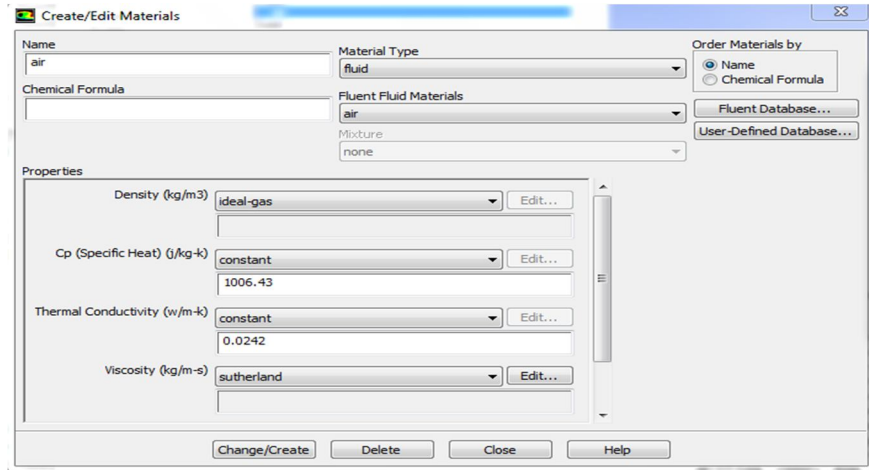 Create/Edit Materials
Name
air
Material Type
fluid
Order Materials by
Name
Chemical Formula
Chemical Formula
Fluent Fluid Materials
air
Fluent Database...
Mixture
none
User-Defined Database...
Properties
Density (kg/m3) ideal-gas Edit...
Cp (Specific Heat) (j/kg-k) constant Edit...
1006.43
Thermal Conductivity (w/m-k) constant Edit...
0.0242
Viscosity (kg/m-s) sutherland Edit...
Change/Create Delete Close Help